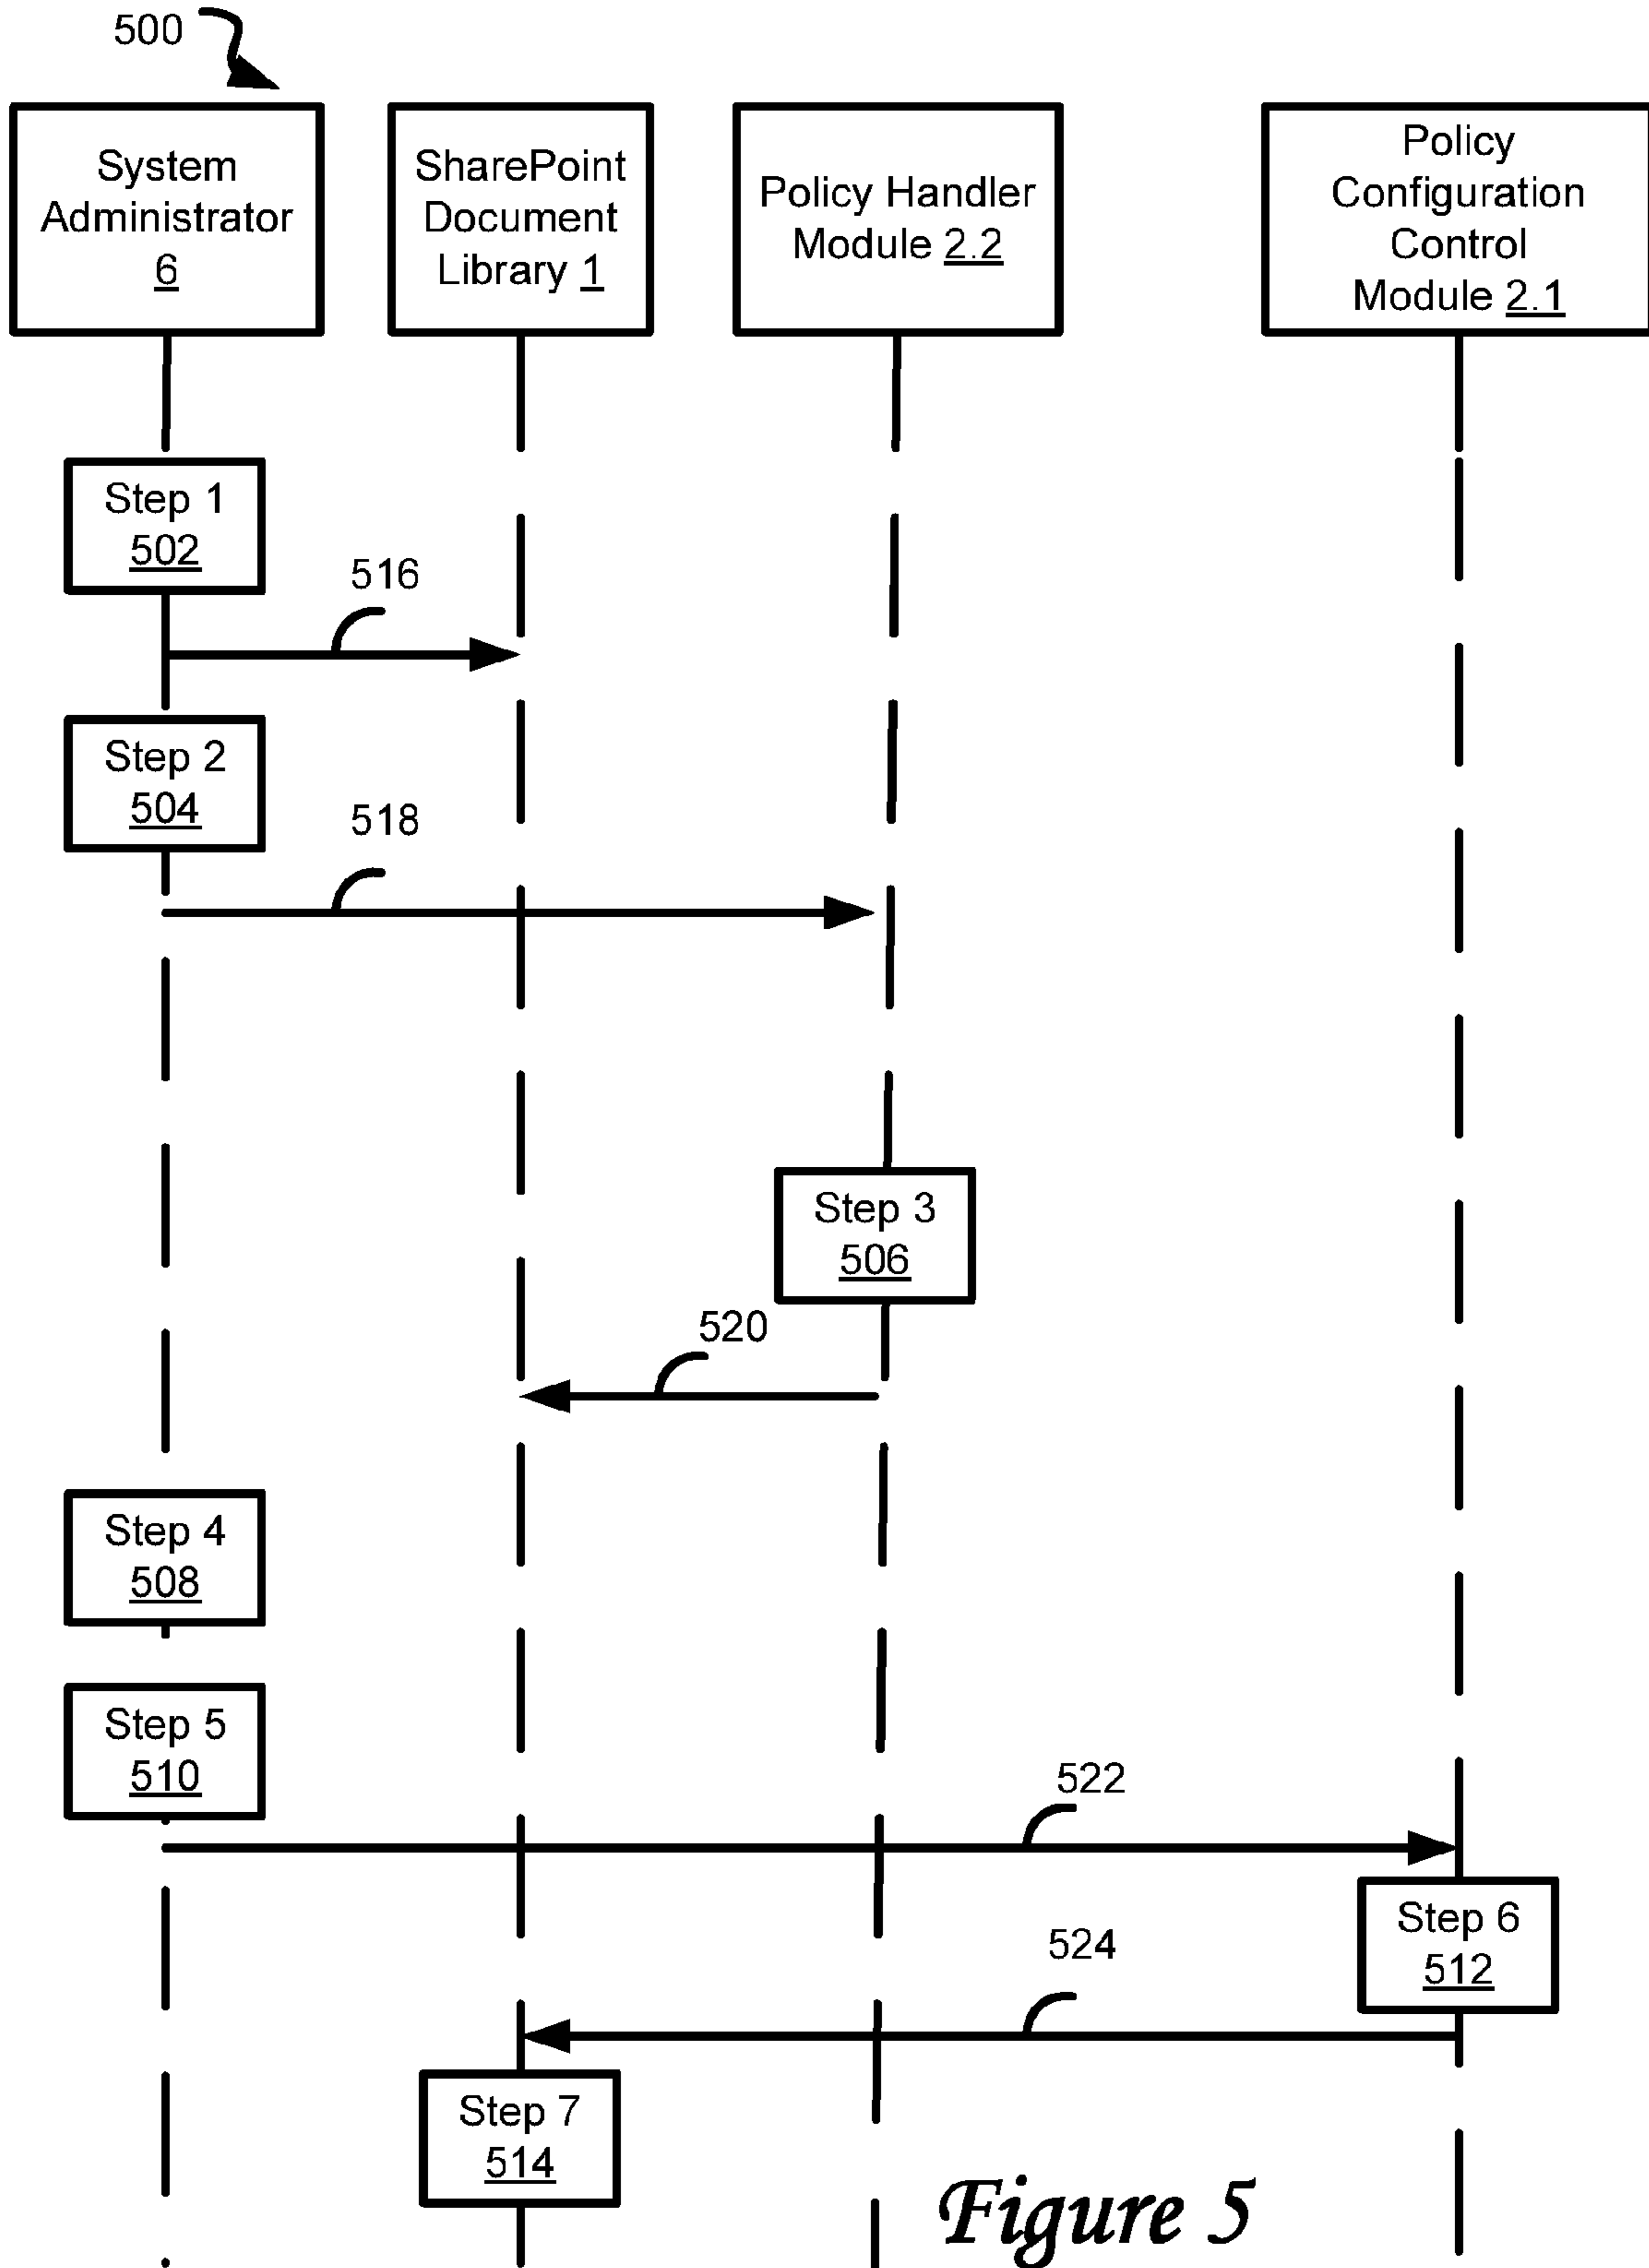 500
System
Administrator
6
SharePoint
Document
Library 1
Policy Handler
Module 2.2
Policy
Configuration
Control
Module 2.1
Step 1
502
516
Step 2
504
518
Step 3
506
520
Step 4
508
Step 5
510
522
Step 6
512
524
Step 7
514
Figure 5